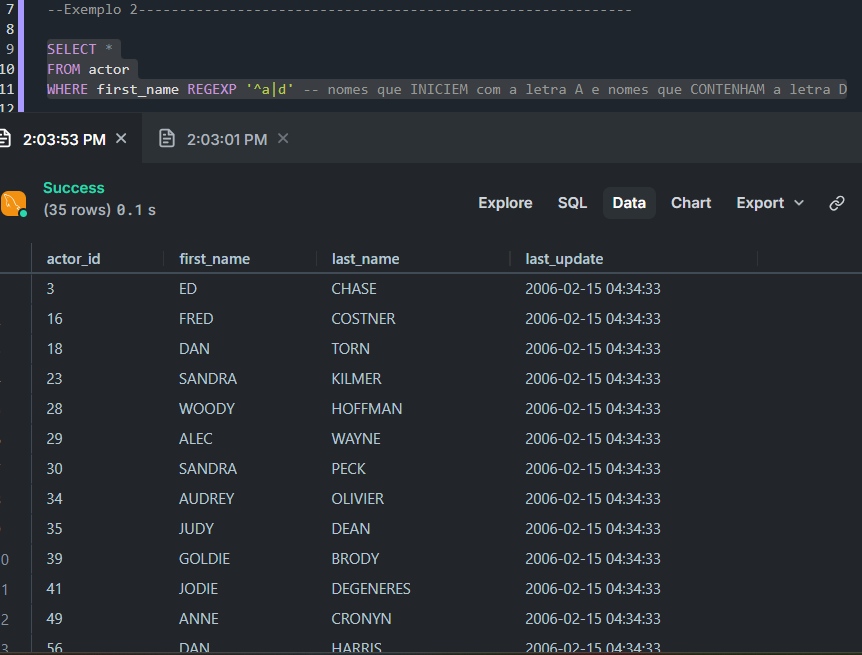 7 --Exemplo 2------------------------------------------------------------
8
9 SELECT *
10 FROM actor
11 WHERE first_name REGEXP '^a|d' -- nomes que INICIEM com a letra A e nomes que CONTENHAM a letra D
12
2:03:53 PM × 2:03:01 PM ×
Success
(35 rows) 0.1 s
Explore SQL Data Chart Export
actor_id first_name last_name last_update
3 ED CHASE 2006-02-15 04:34:33
16 FRED COSTNER 2006-02-15 04:34:33
18 DAN TORN 2006-02-15 04:34:33
23 SANDRA KILMER 2006-02-15 04:34:33
28 WOODY HOFFMAN 2006-02-15 04:34:33
29 ALEC WAYNE 2006-02-15 04:34:33
30 SANDRA PECK 2006-02-15 04:34:33
34 AUDREY OLIVIER 2006-02-15 04:34:33
35 JUDY DEAN 2006-02-15 04:34:33
0 39 GOLDIE BRODY 2006-02-15 04:34:33
1 41 JODIE DEGENERES 2006-02-15 04:34:33
2 49 ANNE CRONYN 2006-02-15 04:34:33
3 56 DAN HARRIS 2006-02-15 04:34:33